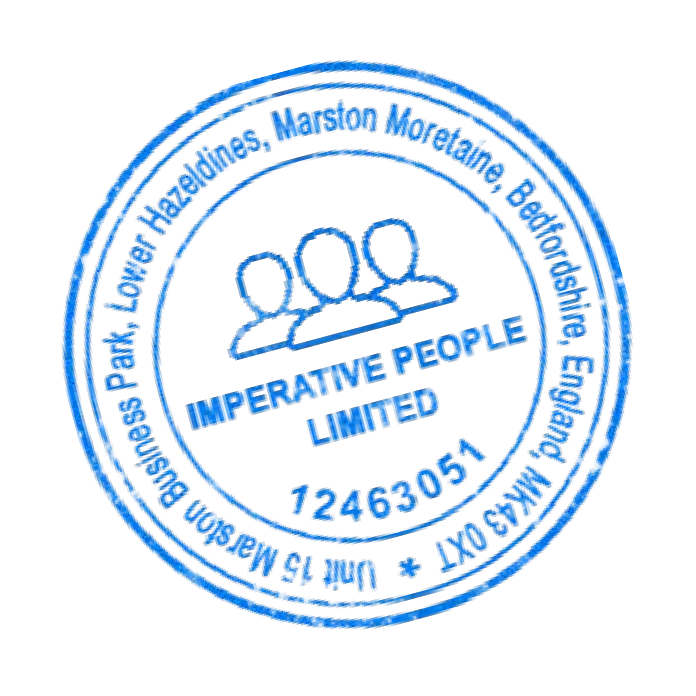 Unit 15 Marston Business Park, Lower Hazeldines, Marston Moretaine, Bedfordshire, England, MK43 0XT *
IMPERATIVE PEOPLE
LIMITED
12463051